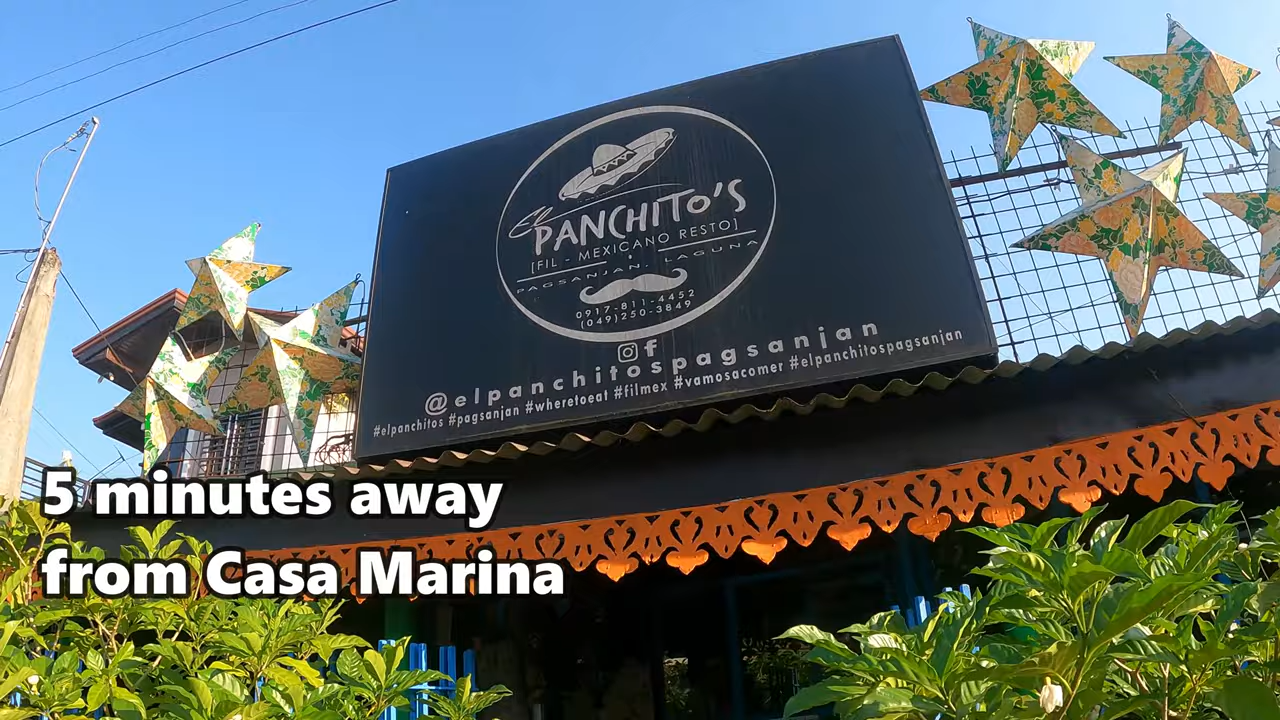 El
PANCHITO'S
[FIL - MEXICANO RESTO]
PAGSANJAN, LAGUNA
0917-811-4452
(049)250-3849
@elpanchitospagsanjan
#elpanchitos #pagsanjan #wheretoeat #filmex #vamosacomer #elpanchitospagsanjan
5 minutes away
from Casa Marina